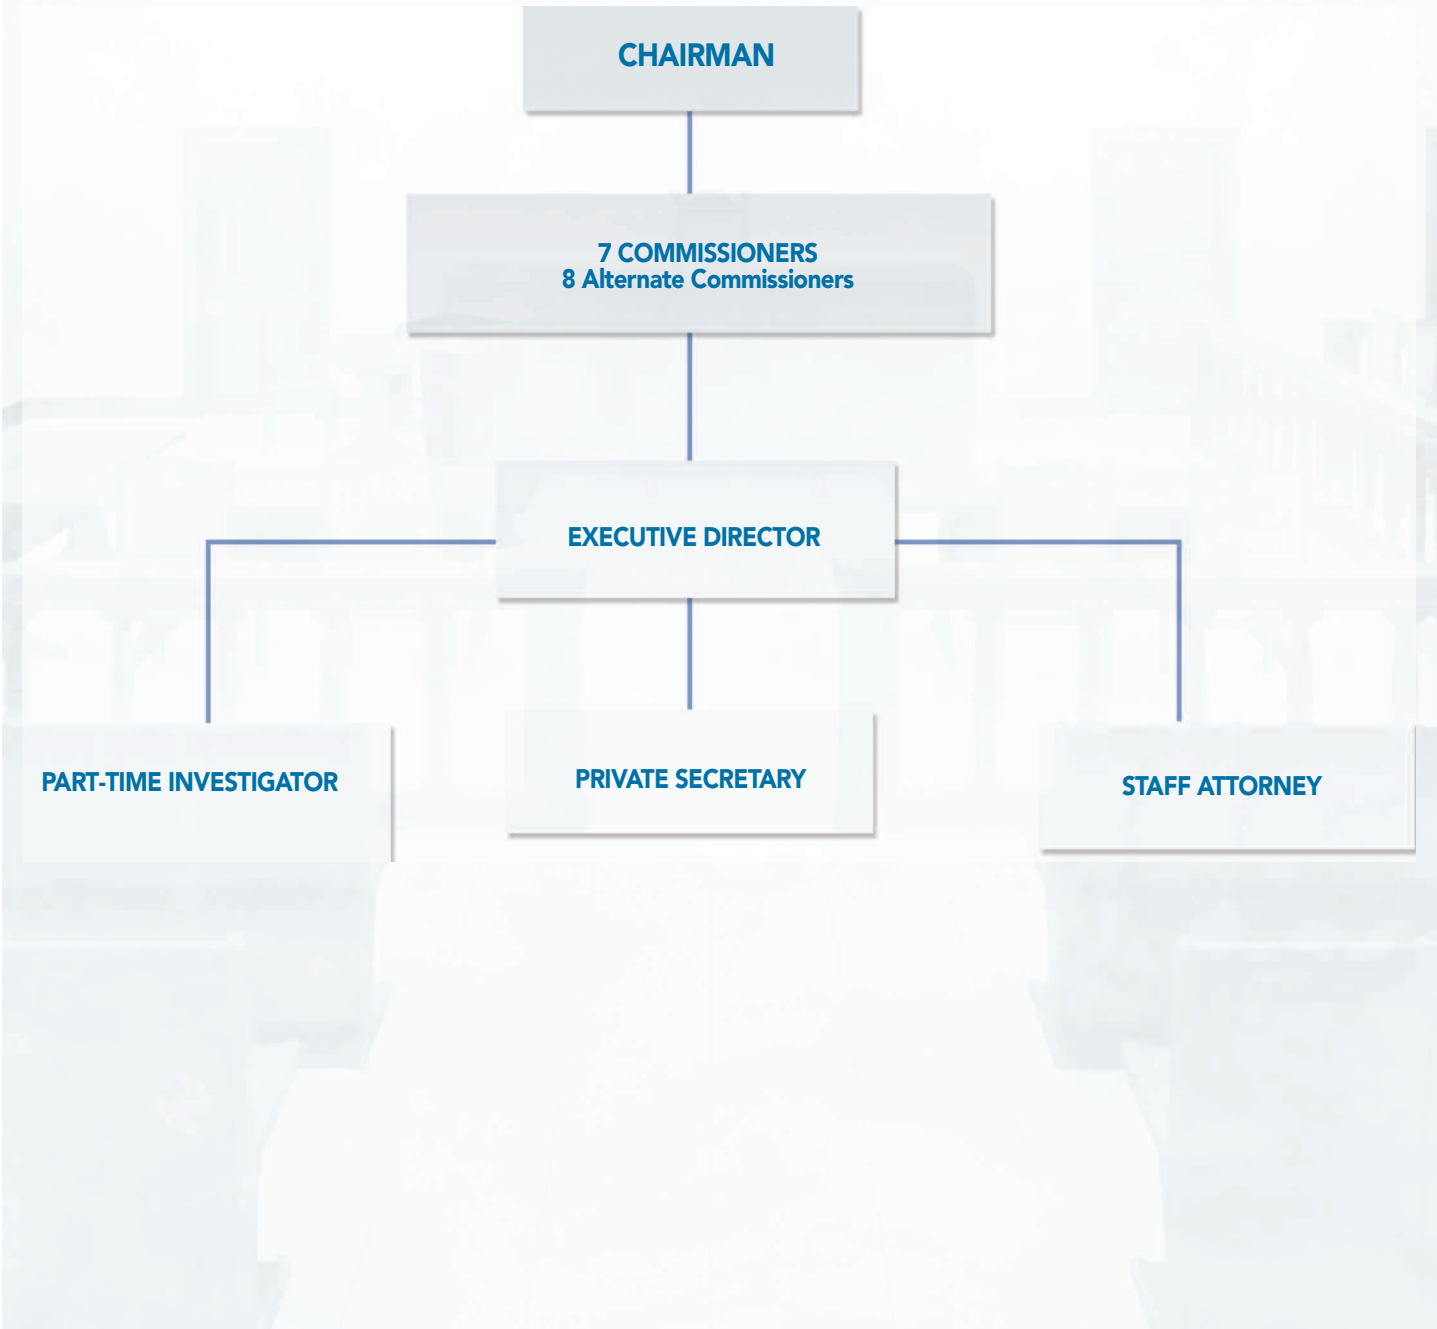 CHAIRMAN
7 COMMISSIONERS
8 Alternate Commissioners
EXECUTIVE DIRECTOR
PART-TIME INVESTIGATOR
PRIVATE SECRETARY
STAFF ATTORNEY